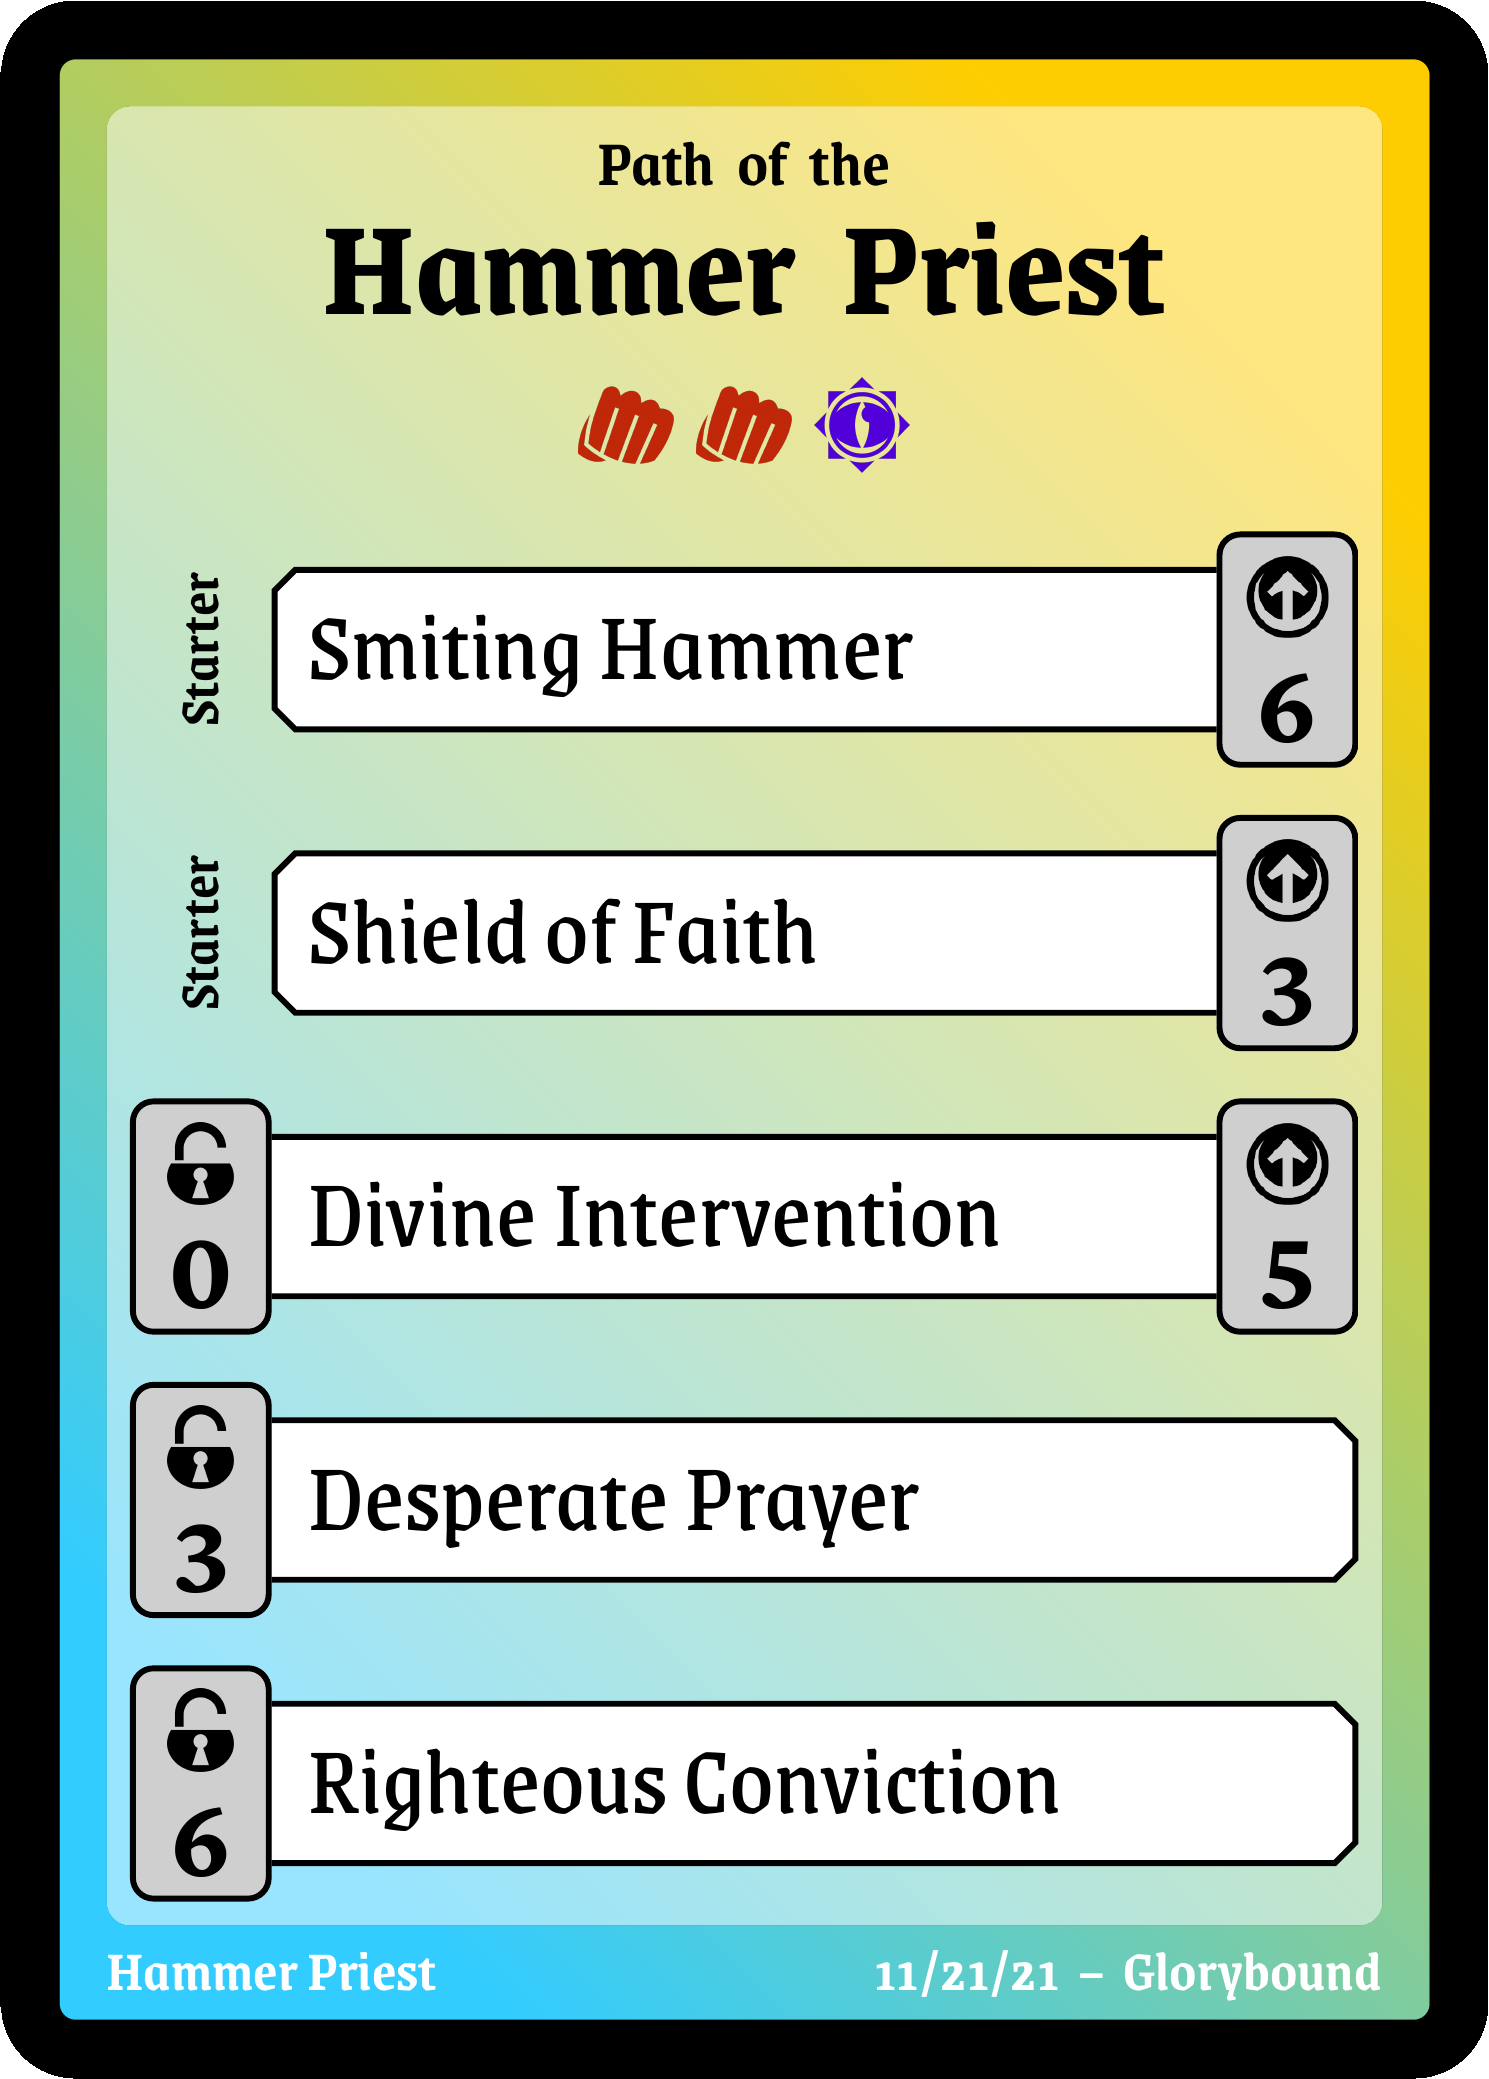 Path of the
Hammer Priest
Starter
Smiting Hammer
6
Starter
Shield of Faith
3
0
Divine Intervention
5
3
Desperate Prayer
6
Righteous Conviction
Hammer Priest
11/21/21 – Glorybound